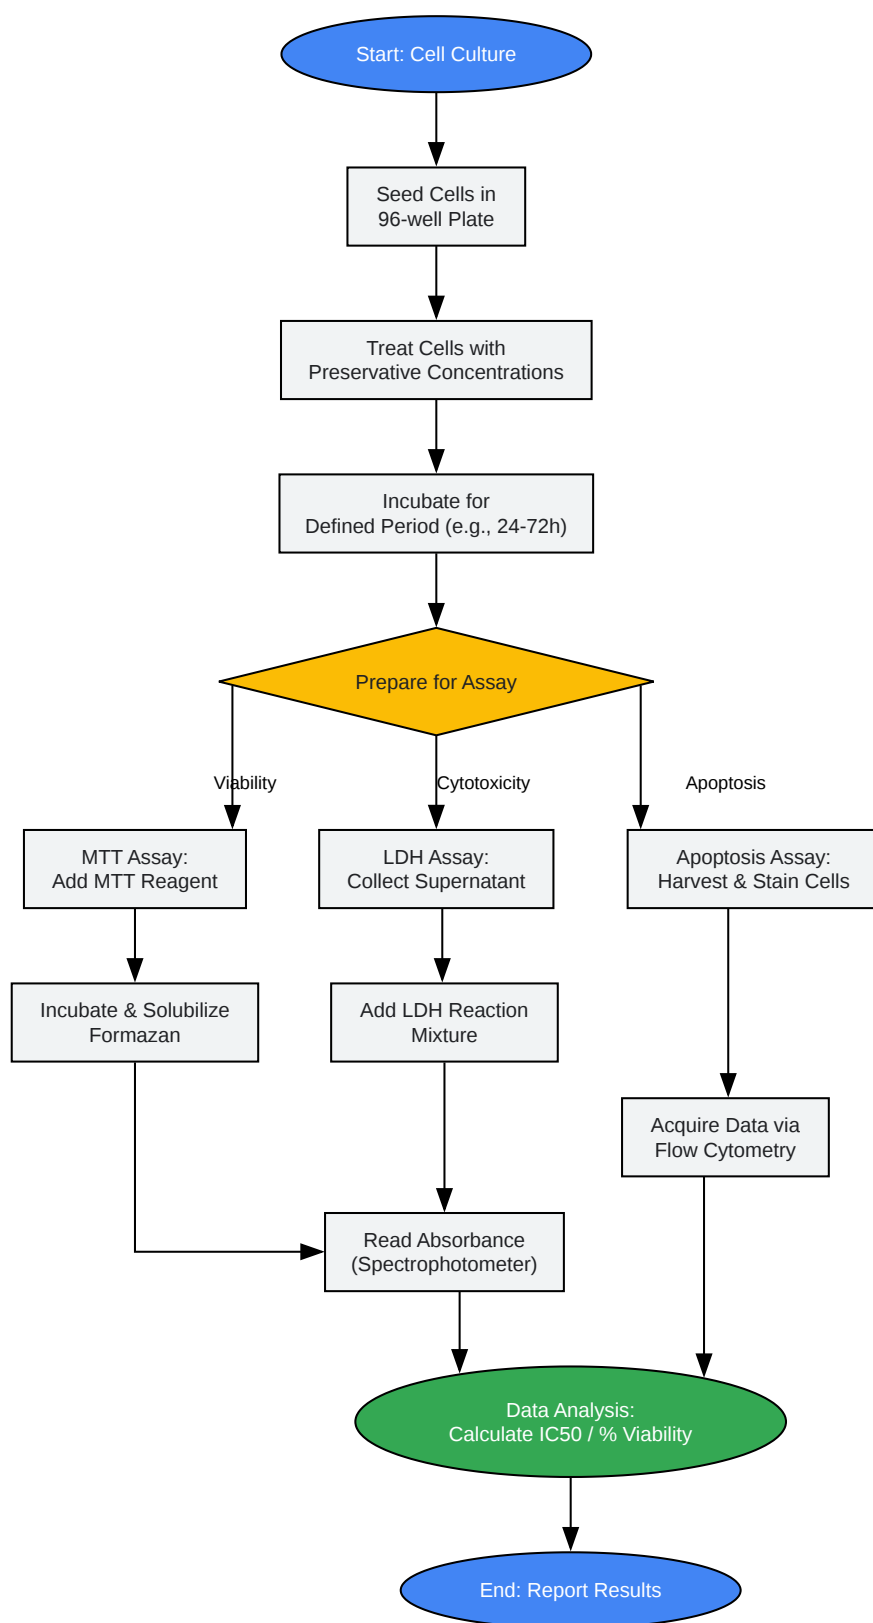 Start: Cell Culture
Seed Cells in
96-well Plate
Treat Cells with
Preservative Concentrations
Incubate for
Defined Period (e.g., 24-72h)
Prepare for Assay
Viability
Cytotoxicity
Apoptosis
MTT Assay:
Add MTT Reagent
LDH Assay:
Collect Supernatant
Apoptosis Assay:
Harvest & Stain Cells
Incubate & Solubilize
Formazan
Add LDH Reaction
Mixture
Acquire Data via
Flow Cytometry
Read Absorbance
(Spectrophotometer)
Data Analysis:
Calculate IC50 / % Viability
End: Report Results